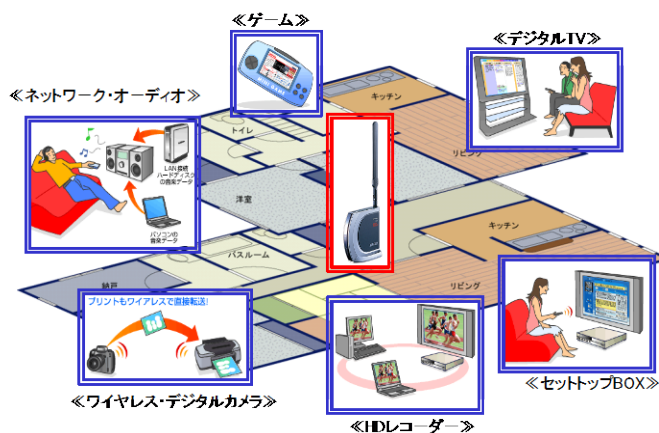 ≪ゲーム≫
≪デジタルTV≫
≪ネットワーク・オーディオ≫
キッチン
トイレ
リビング
LAN接続
ハードディスク
の音楽データ
洋室
パソコンの
音楽データ
キッチン
バスルーム
納戸
リビング
プリントもワイアレスで直接転送!
≪セットトップBOX≫
≪ワイヤレス・デジタルカメラ≫
≪HDレコーダー≫